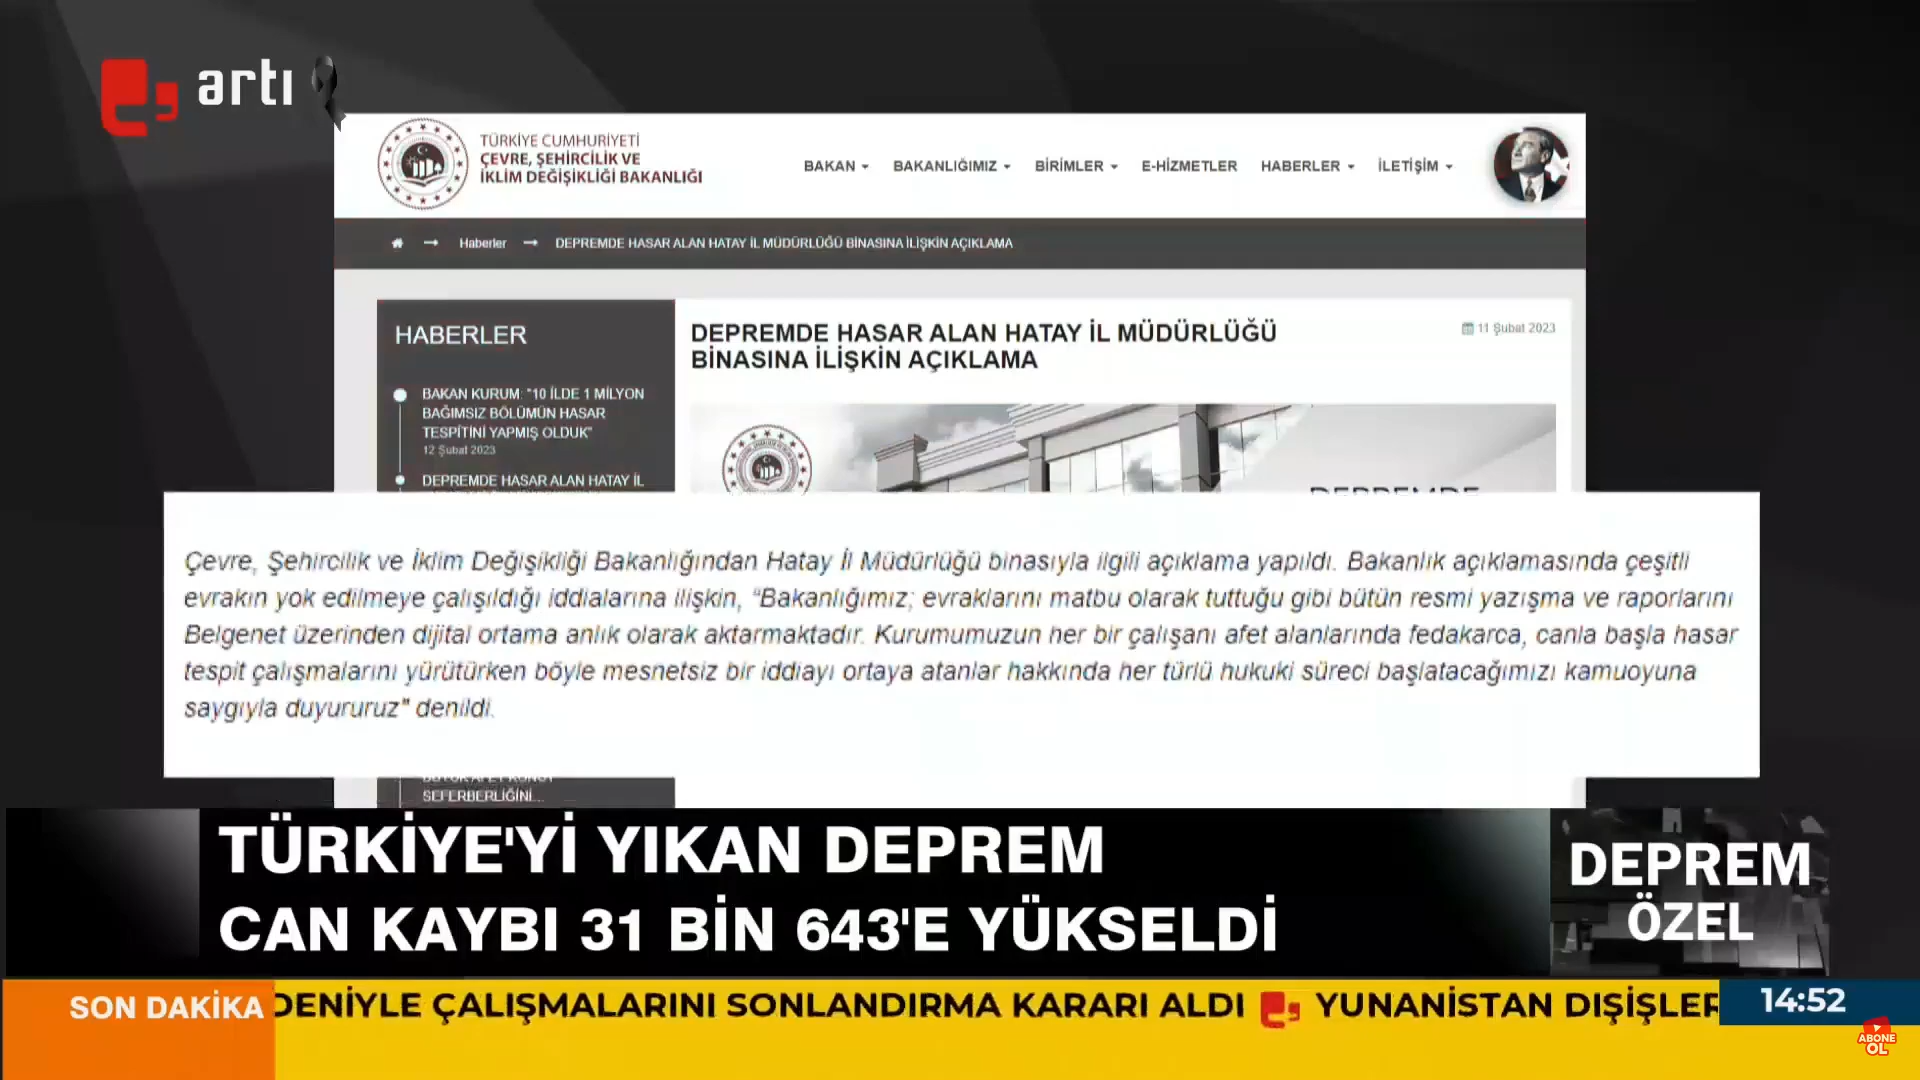 artı
TÜRKİYE CUMHURİYETİ
ÇEVRE, ŞEHİRCİLİK VE
İKLİM DEĞİŞİKLİĞİ BAKANLIĞI
BAKAN
BAKANLIĞIMIZ
BİRİMLER
E-HİZMETLER
HABERLER
İLETİŞİM
Haberler
DEPREMDE HASAR ALAN HATAY İL MÜDÜRLÜĞÜ BİNASINA İLİŞKİN AÇIKLAMA
HABERLER
BAKAN KURUM: "10 İLDE 1 MİLYON
BAĞIMSIZ BÖLÜMÜN HASAR
TESPİTİNİ YAPMIŞ OLDUK"
12 Şubat 2023
DEPREMDE HASAR ALAN HATAY İL
DEPREMDE HASAR ALAN HATAY İL MÜDÜRLÜĞÜ
BİNASINA İLİŞKİN AÇIKLAMA
11 Şubat 2023
DEPREMDE
Çevre, Şehircilik ve İklim Değişikliği Bakanlığından Hatay İl Müdürlüğü binasıyla ilgili açıklama yapıldı. Bakanlık açıklamasında çeşitli
evrakın yok edilmeye çalışıldığı iddialarına ilişkin, "Bakanlığımız; evraklarını matbu olarak tuttuğu gibi bütün resmi yazışma ve raporlarını
Belgenet üzerinden dijital ortama anlık olarak aktarmaktadır. Kurumumuzun her bir çalışanı afet alanlarında fedakarca, canla başla hasar
tespit çalışmalarını yürütürken böyle mesnetsiz bir iddiayı ortaya atanlar hakkında her türlü hukuki süreci başlatacağımızı kamuoyuna
saygıyla duyururuz" denildi.
SEFERBERLİĞİNİ...
TÜRKİYE'Yİ YIKAN DEPREM
CAN KAYBI 31 BİN 643'E YÜKSELDİ
DEPREM
ÖZEL
SON DAKİKA
DENİYLE ÇALIŞMALARINI SONLANDIRMA KARARI ALDI
YUNANİSTAN DIŞİŞLER
14:52
ABONE
OL